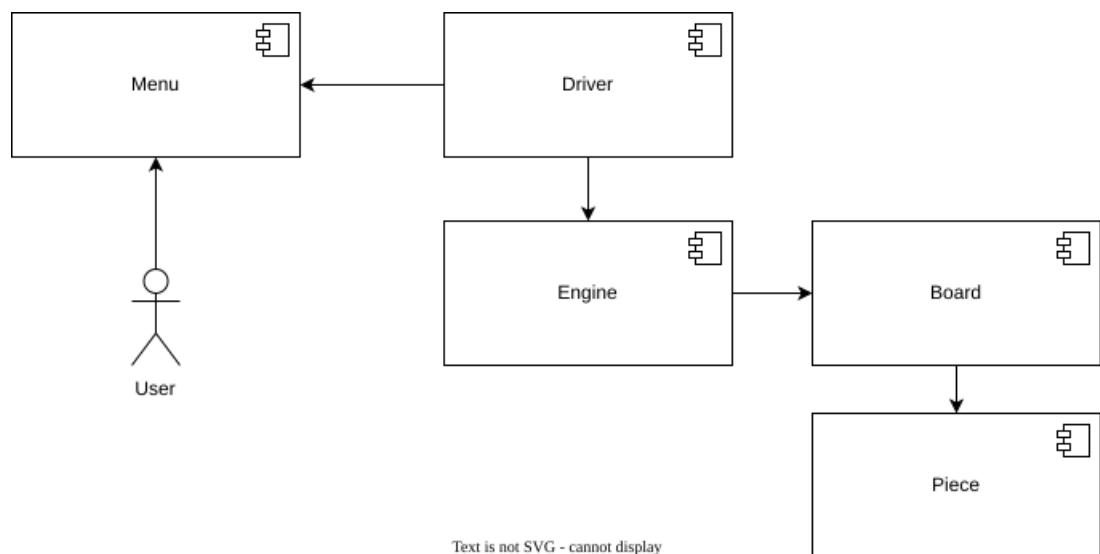 Menu
Driver
Engine
Board
User
Piece
Text is not SVG - cannot display